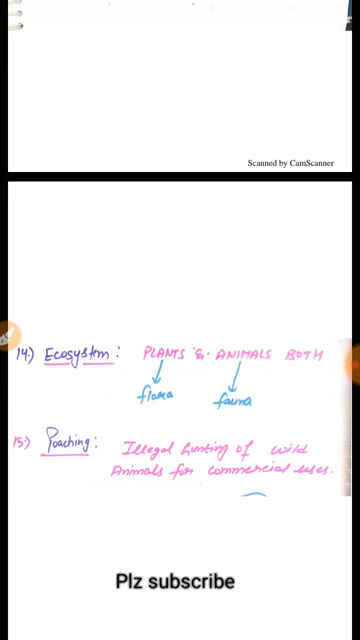 Scanned by CamScanner
14.) Ecosystem: PLANTS & ANIMALS BOTH
flora fauna
15.) Poaching: Illegal hunting of wild
Animals for commercial uses.
Plz subscribe